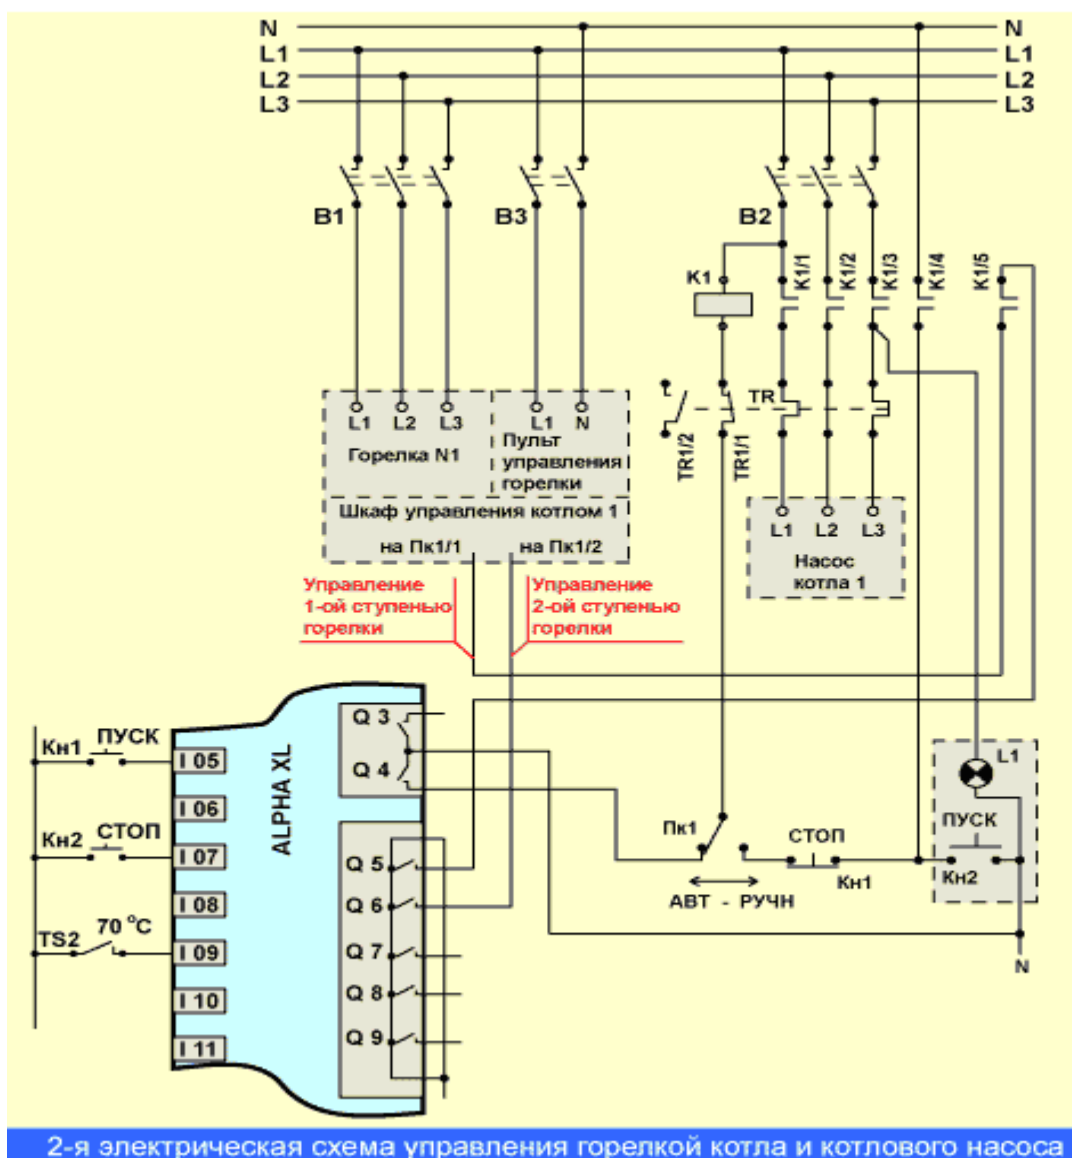 N N
L1 L1
L2 L2
L3 L3
B1 B3 B2
K1 K1/1 K1/2 K1/3 K1/4 K1/5
TR
TR1/2 TR1/1
L1 L2 L3 L1 N
Горелка N1
Пульт
управления
горелки
Шкаф управления котлом 1
на Пк1/1 на Пк1/2
L1 L2 L3
Насос
котла 1
Управление
1-ой ступенью
горелки
Управление
2-ой ступенью
горелки
ALPHA XL
Кн1 ПУСК I 05
I 06
Кн2 СТОП I 07
I 08
TS2 70 °C I 09
I 10
I 11
Q 3
Q 4
Q 5
Q 6
Q 7
Q 8
Q 9
Пк1
АВТ - РУЧН
СТОП
Кн1
L1
ПУСК
Кн2
N
2-я электрическая схема управления горелкой котла и котлового насоса